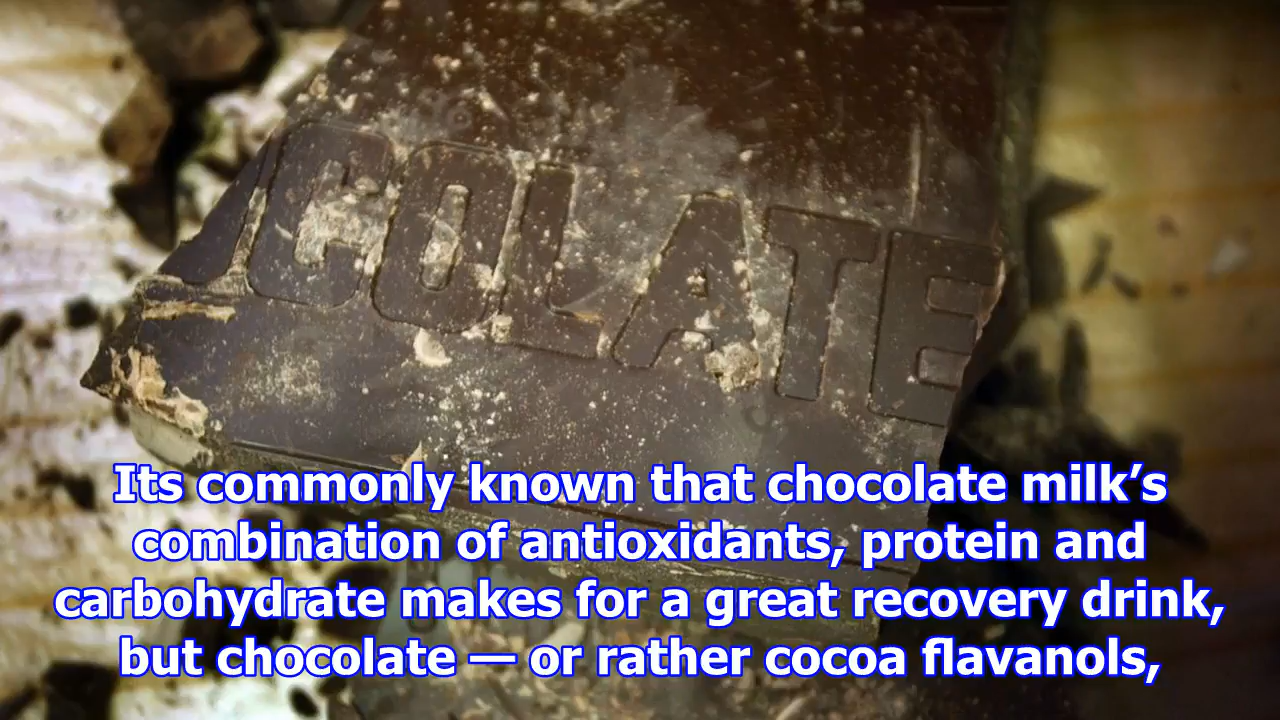 COLATE
Its commonly known that chocolate milk’s
combination of antioxidants, protein and
carbohydrate makes for a great recovery drink,
but chocolate — or rather cocoa flavanols,